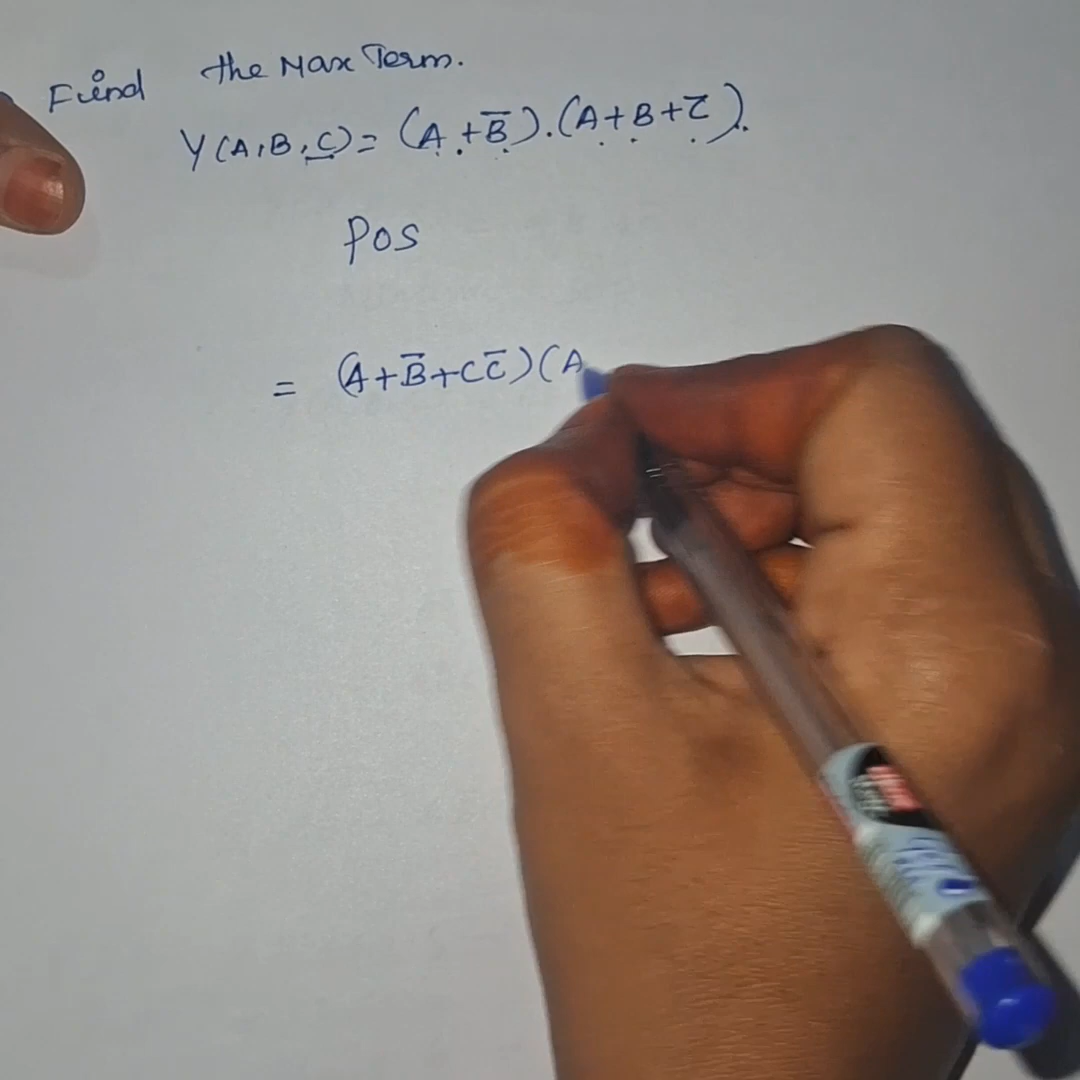 Find the Max Term.
Y(A,B,C) = (A + B̅).(A+B+C̅).
POS
= (A+B̅+CC̅)(A